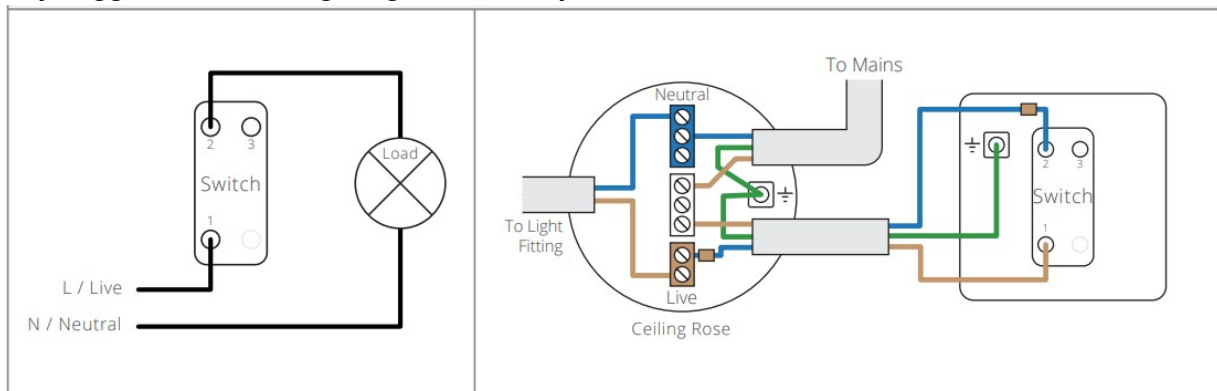 2
3
Switch
1
Load
L / Live
N / Neutral
To Mains
Neutral
To Light
Fitting
Live
Ceiling Rose
2
3
Switch
1